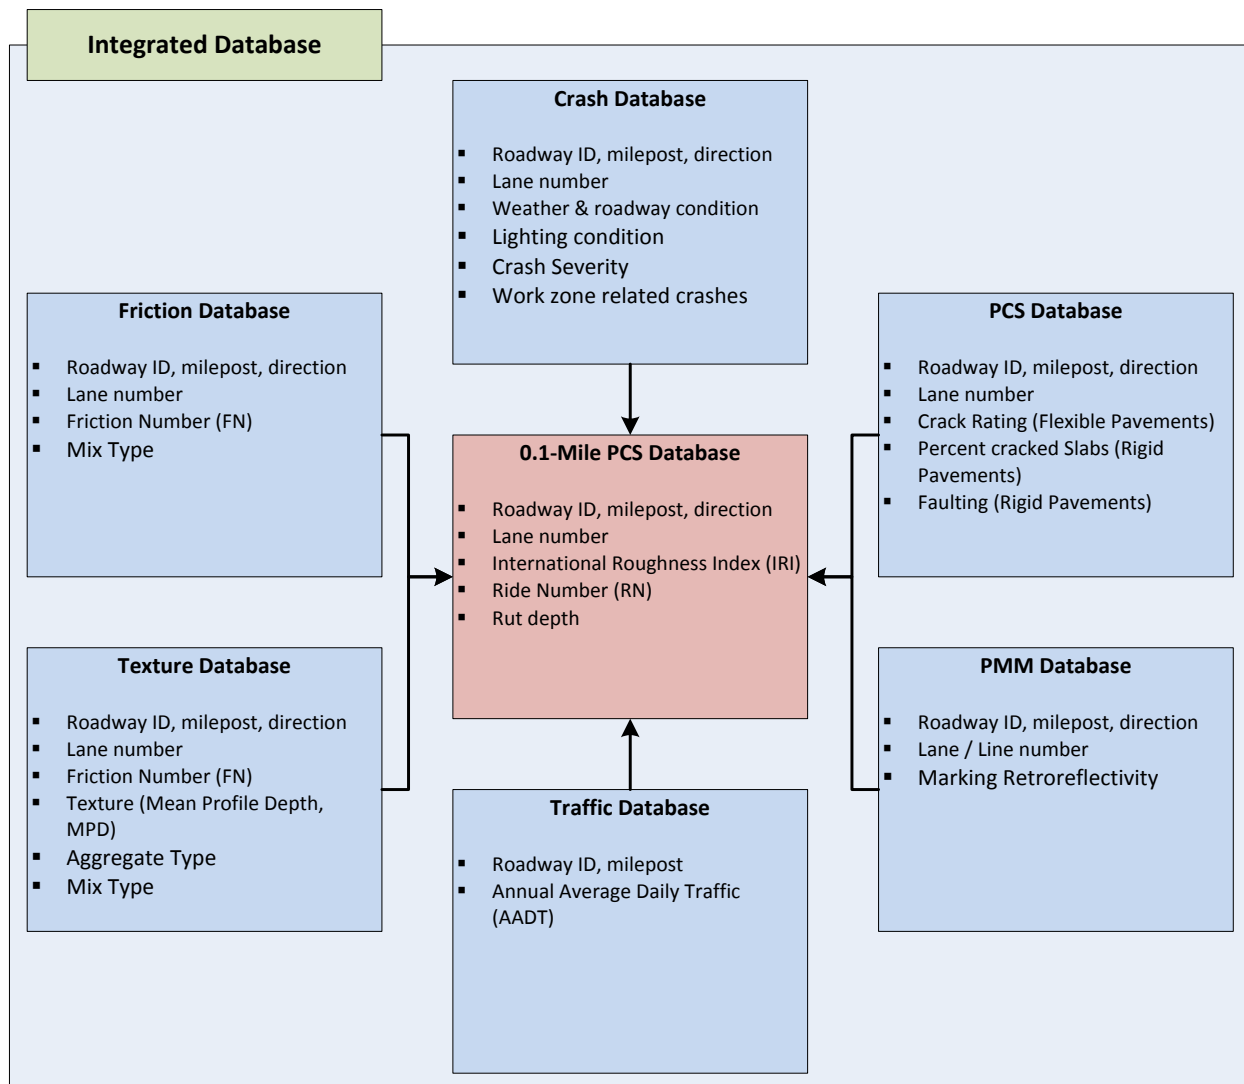 Integrated Database
Crash Database
▪ Roadway ID, milepost, direction
▪ Lane number
▪ Weather & roadway condition
▪ Lighting condition
▪ Crash Severity
▪ Work zone related crashes
Friction Database
▪ Roadway ID, milepost, direction
▪ Lane number
▪ Friction Number (FN)
▪ Mix Type
PCS Database
▪ Roadway ID, milepost, direction
▪ Lane number
▪ Crack Rating (Flexible Pavements)
▪ Percent cracked Slabs (Rigid
Pavements)
▪ Faulting (Rigid Pavements)
0.1-Mile PCS Database
▪ Roadway ID, milepost, direction
▪ Lane number
▪ International Roughness Index (IRI)
▪ Ride Number (RN)
▪ Rut depth
Texture Database
▪ Roadway ID, milepost, direction
▪ Lane number
▪ Friction Number (FN)
▪ Texture (Mean Profile Depth,
MPD)
▪ Aggregate Type
▪ Mix Type
PMM Database
▪ Roadway ID, milepost, direction
▪ Lane / Line number
▪ Marking Retroreflectivity
Traffic Database
▪ Roadway ID, milepost
▪ Annual Average Daily Traffic
(AADT)